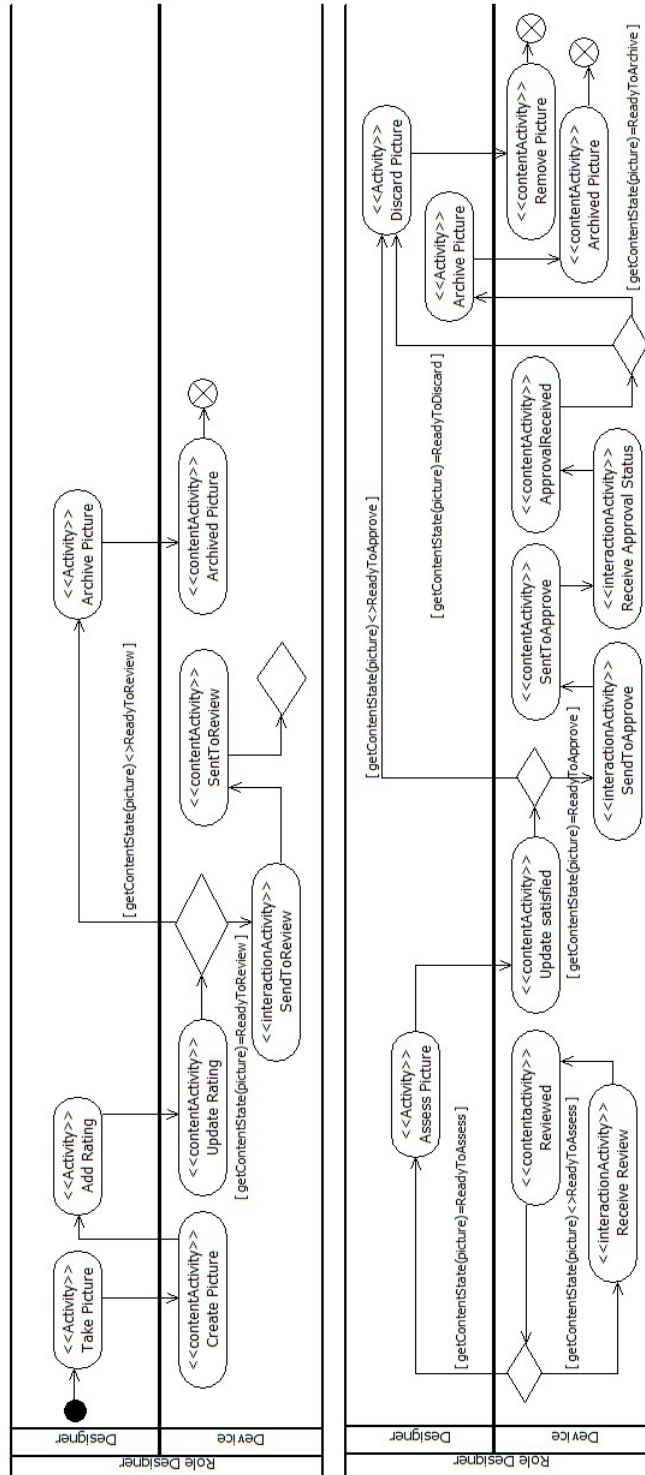 Role Designer
Designer
Device
<<Activity>>
Take Picture
<<contentActivity>>
Create Picture
<<Activity>>
Add Rating
<<contentActivity>>
Update Rating
[ getContentState(picture)=ReadyToReview ]
<<interactionActivity>>
SendToReview
[ getContentState(picture)<>ReadyToReview ]
<<contentActivity>>
SentToReview
<<Activity>>
Archive Picture
<<contentActivity>>
Archived Picture
Role Designer
Designer
Device
[ getContentState(picture)=ReadyToAssess ]
[ getContentState(picture)<>ReadyToAssess ]
<<interactionActivity>>
Receive Review
<<contentactivity>>
Reviewed
<<Activity>>
Assess Picture
<<contentActivity>>
Update satisfied
[ getContentState(picture)=ReadyToApprove ]
[ getContentState(picture)<>ReadyToApprove ]
<<interactionActivity>>
SendToApprove
<<contentActivity>>
SentToApprove
<<interactionActivity>>
Receive Approval Status
<<contentActivity>>
ApprovalReceived
[ getContentState(picture)=ReadyToDiscard ]
[ getContentState(picture)=ReadyToArchive ]
<<Activity>>
Archive Picture
<<Activity>>
Discard Picture
<<contentActivity>>
Remove Picture
<<contentActivity>>
Archived Picture